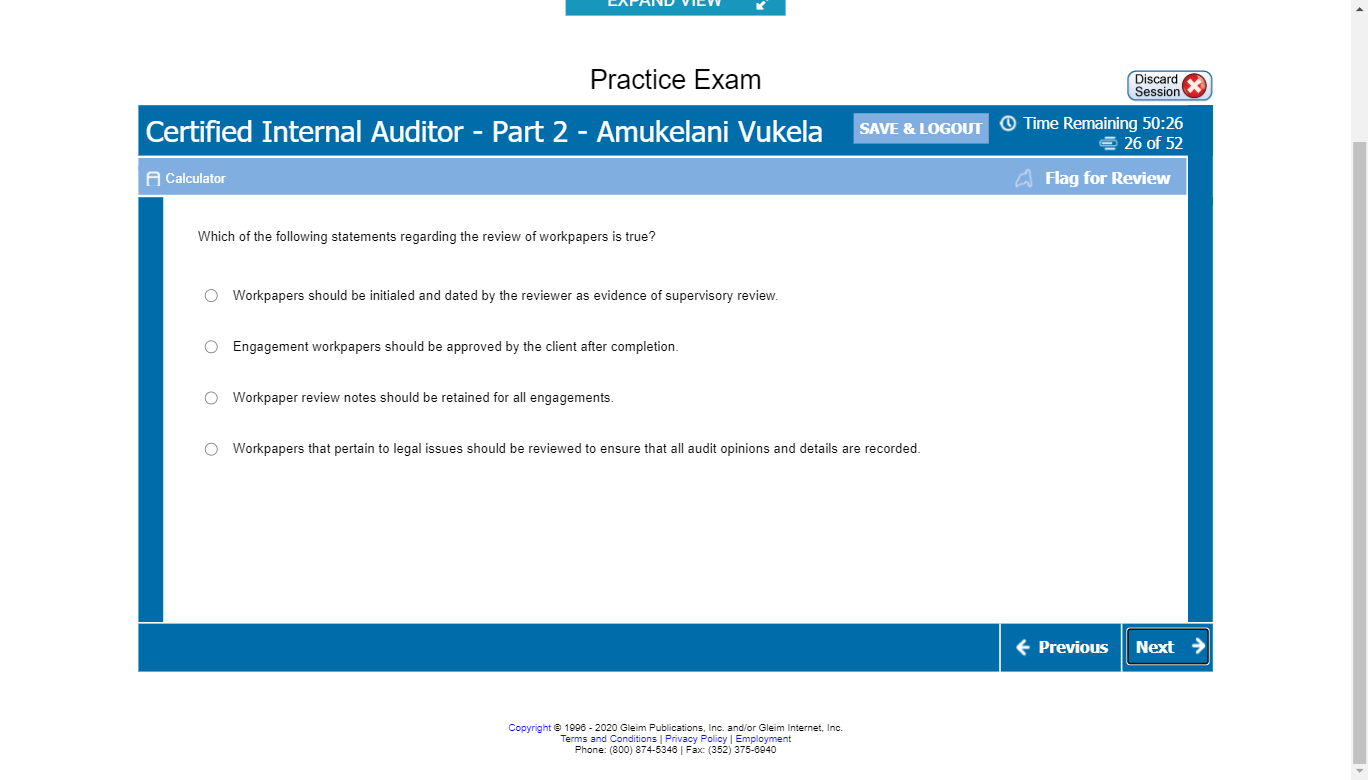 EXPAND VIEW
Practice Exam
Discard
Session
Certified Internal Auditor - Part 2 - Amukelani Vukela
SAVE & LOGOUT
Time Remaining 50:26
26 of 52
Calculator
Flag for Review
Which of the following statements regarding the review of workpapers is true?
Workpapers should be initialed and dated by the reviewer as evidence of supervisory review.
Engagement workpapers should be approved by the client after completion.
Workpaper review notes should be retained for all engagements.
Workpapers that pertain to legal issues should be reviewed to ensure that all audit opinions and details are recorded.
Previous
Next
Copyright © 1996 - 2020 Gleim Publications, Inc. and/or Gleim Internet, Inc.
Terms and Conditions | Privacy Policy | Employment
Phone: (800) 874-5346 | Fax: (352) 375-6940